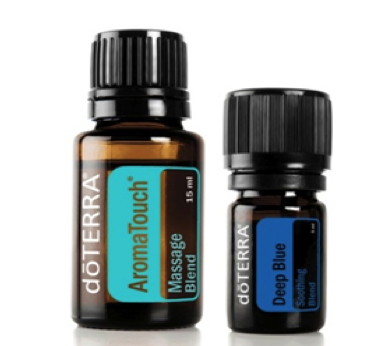 dōTERRA®
AromaTouch®
15 ml
Massage
Blend
dōTERRA®
Deep Blue
Soothing
Blend